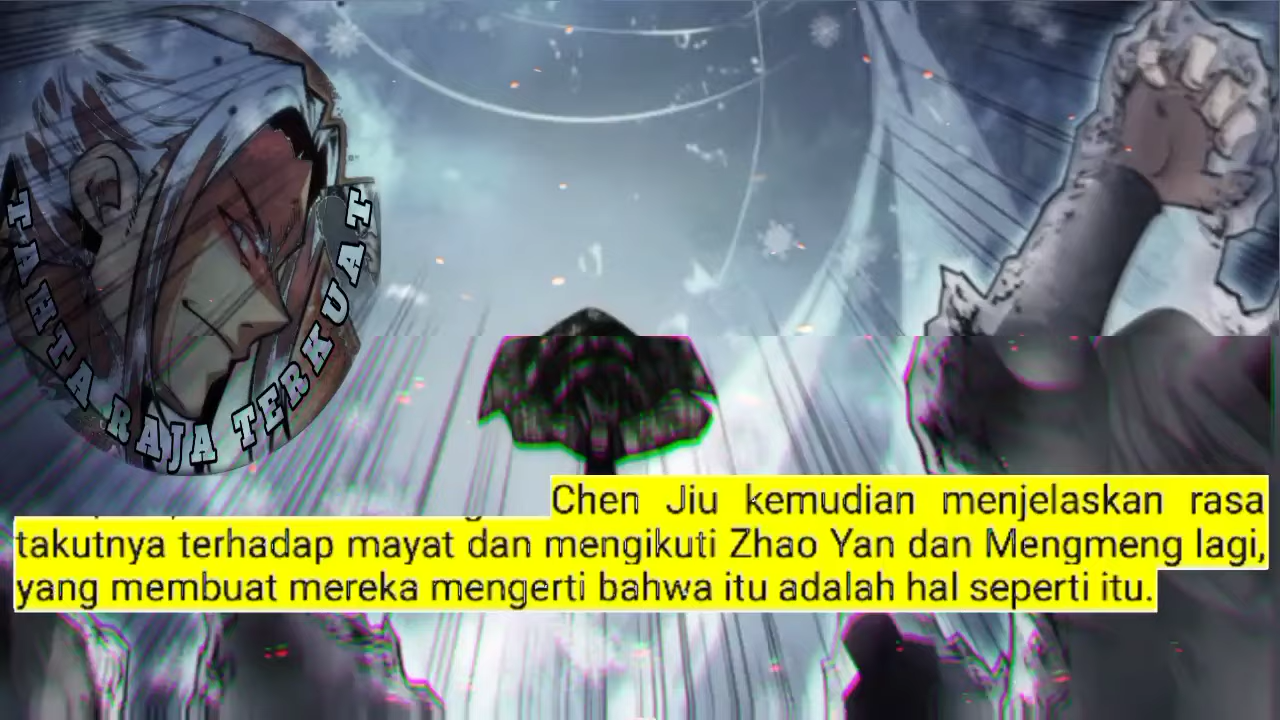 TAHTA RAJA TERKUAT
Chen Jiu kemudian menjelaskan rasa
takutnya terhadap mayat dan mengikuti Zhao Yan dan Mengmeng lagi,
yang membuat mereka mengerti bahwa itu adalah hal seperti itu.